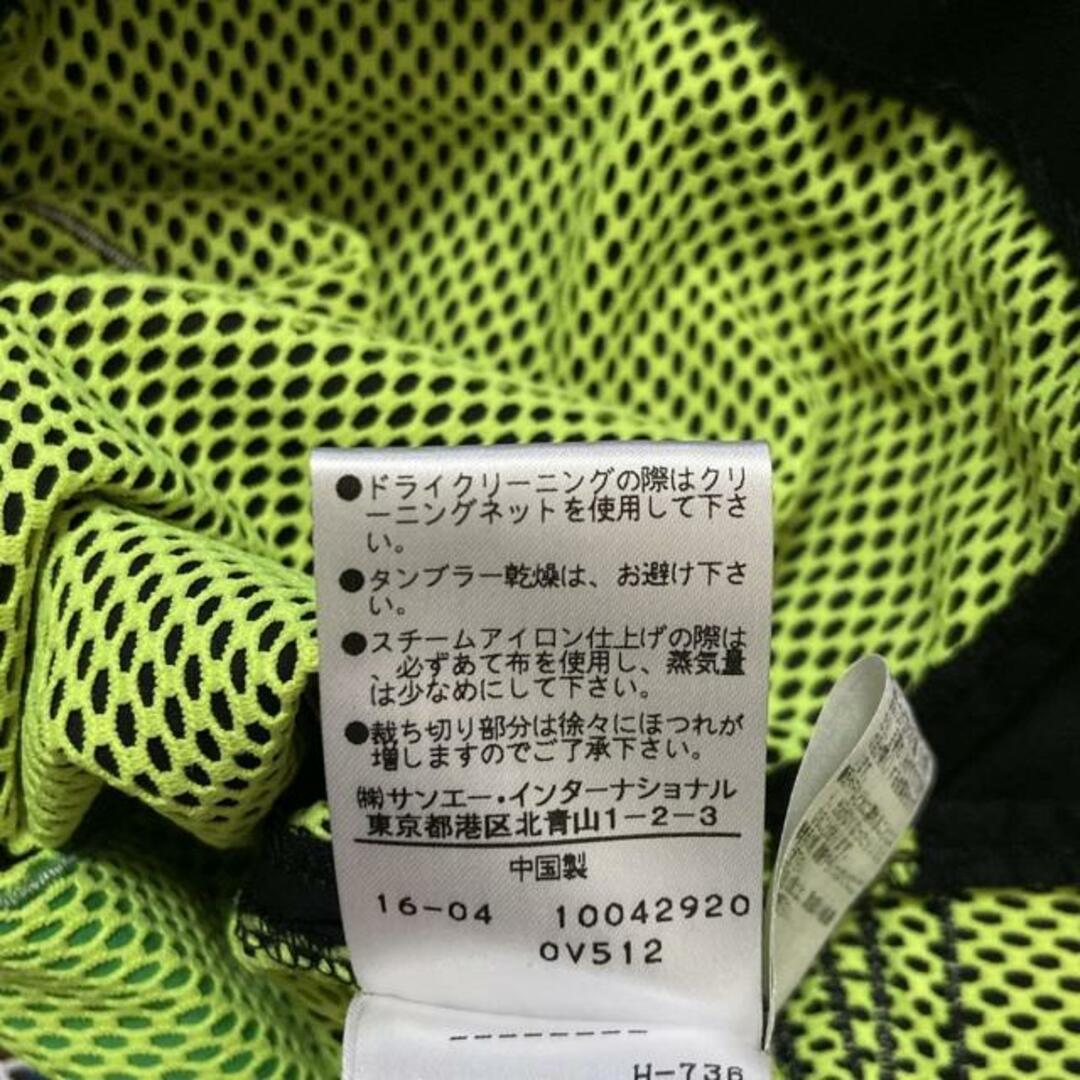 ●ドライクリーニングの際はクリ
ーニングネットを使用して下さ
い。
●タンブラー乾燥は、お避け下さ
い。
●スチームアイロン仕上げの際は
、必ずあて布を使用し、蒸気量
は少なめにして下さい。
●裁ち切り部分は徐々にほつれが
増しますのでご了承下さい。
㈱サンエー・インターナショナル
東京都港区北青山1-2-3
中国製
16-04 10042920
0V512
--------